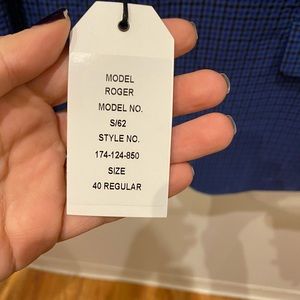 MODEL
ROGER
MODEL NO.
S/62
STYLE NO.
174-124-850
SIZE
40 REGULAR